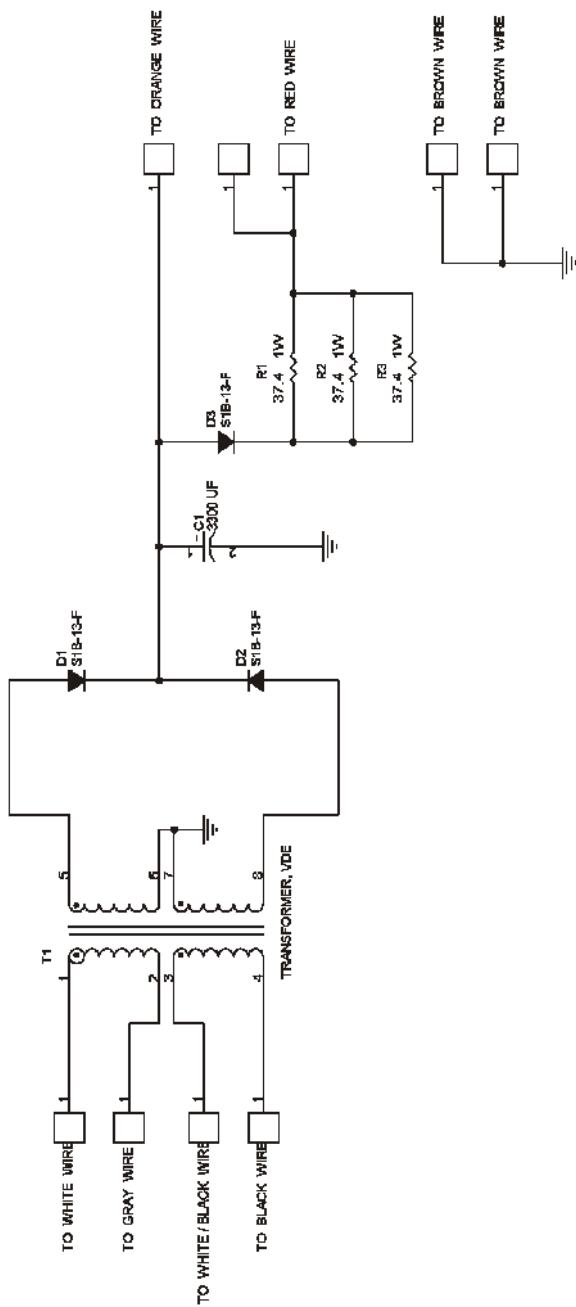 TO WHITE WIRE
1
TO GRAY WIRE
1
TO WHITE / BLACK WIRE
1
TO BLACK WIRE
1
T1
1
2
3
4
5
6
7
8
TRANSFORMER, VDE
D1
S1B-13-F
D2
S1B-13-F
C1
3300 UF
1
2
D3
S1B-13-F
R1
37.4 1W
R2
37.4 1W
R3
37.4 1W
1
TO ORANGE WIRE
1
1
TO RED WIRE
1
TO BROWN WIRE
1
TO BROWN WIRE